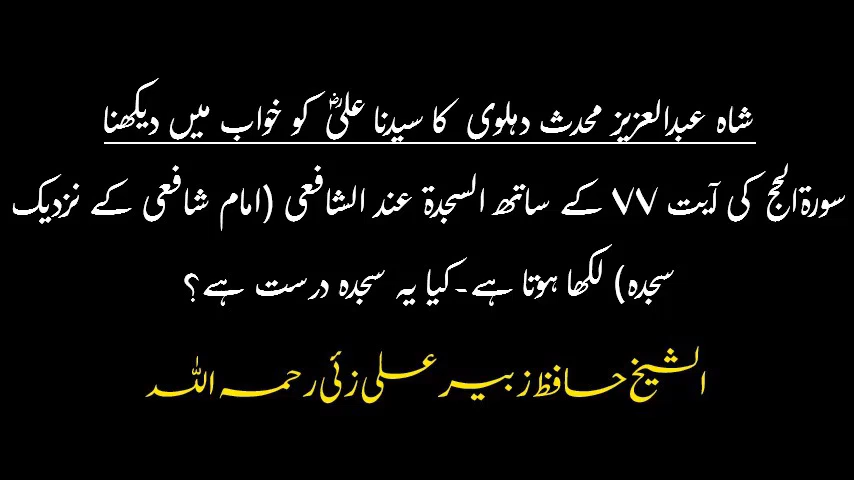 شاہ عبدالعزیز محدث دہلوی کا سیدنا علیؓ کو خواب میں دیکھنا
سورۃالحج کی آیت ۷۷ کے ساتھ السجدۃ عند الشافعی (امام شافعی کے نزدیک
سجدہ) لکھا ہوتا ہے۔کیا یہ سجدہ درست ہے؟
الشیخ حافظ زبیر علی زئی رحمہ اللہ